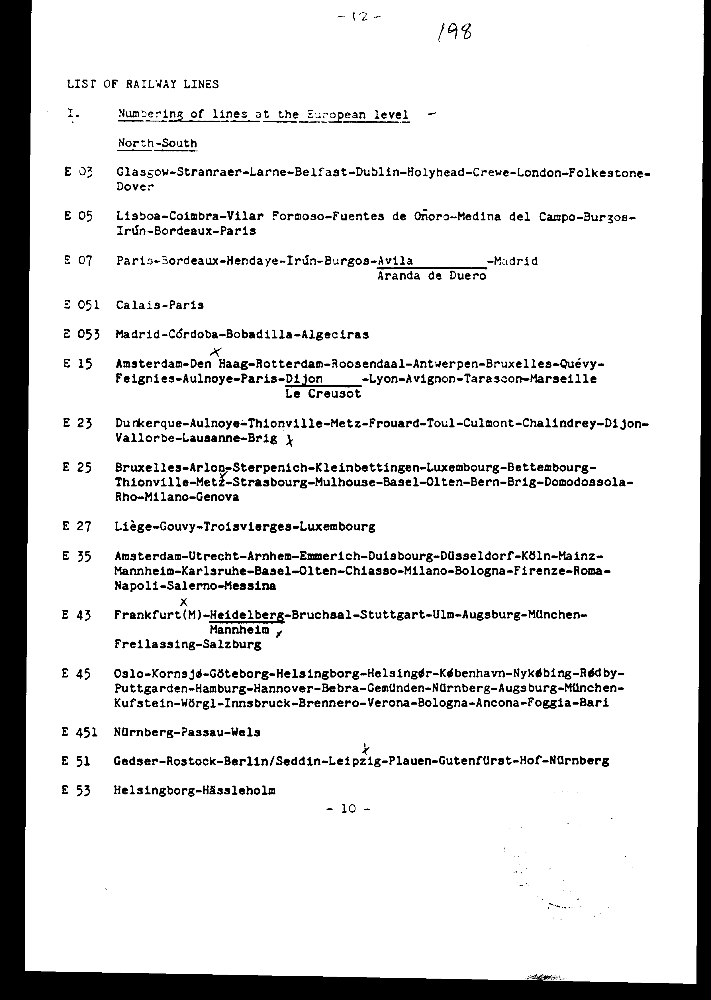 - 12 -
198
LIST OF RAILWAY LINES
I. Numbering of lines at the European level -
North-South
E 03 Glasgow-Stranraer-Larne-Belfast-Dublin-Holyhead-Crewe-London-Folkestone-
Dover
E 05 Lisboa-Coimbra-Vilar Formoso-Fuentes de Oñoro-Medina del Campo-Burgos-
Irún-Bordeaux-Paris
E 07 Paris-Bordeaux-Hendaye-Irún-Burgos-Avila -Madrid
Aranda de Duero
E 051 Calais-Paris
E 053 Madrid-Córdoba-Bobadilla-Algeciras
x
E 15 Amsterdam-Den Haag-Rotterdam-Roosendaal-Antwerpen-Bruxelles-Quévy-
Feignies-Aulnoye-Paris-Dijon -Lyon-Avignon-Tarascon-Marseille
Le Creusot
E 23 Dunkerque-Aulnoye-Thionville-Metz-Frouard-Toul-Culmont-Chalindrey-Dijon-
Vallorbe-Lausanne-Brig x
E 25 Bruxelles-Arlon-Sterpenich-Kleinbettingen-Luxembourg-Bettembourg-
Thionville-Metz-Strasbourg-Mulhouse-Basel-Olten-Bern-Brig-Domodossola-
Rho-Milano-Genova
E 27 Liège-Gouvy-Troisvierges-Luxembourg
E 35 Amsterdam-Utrecht-Arnhem-Emmerich-Duisbourg-Düsseldorf-Köln-Mainz-
Mannheim-Karlsruhe-Basel-Olten-Chiasso-Milano-Bologna-Firenze-Roma-
Napoli-Salerno-Messina
x
E 43 Frankfurt(M)-Heidelberg-Bruchsal-Stuttgart-Ulm-Augsburg-München-
Mannheim x
Freilassing-Salzburg
E 45 Oslo-Kornsjø-Göteborg-Helsingborg-Helsingør-København-Nykøbing-Rødby-
Puttgarden-Hamburg-Hannover-Bebra-Gemünden-Nürnberg-Augsburg-München-
Kufstein-Wörgl-Innsbruck-Brennero-Verona-Bologna-Ancona-Foggia-Bari
E 451 Nürnberg-Passau-Wels
x
E 51 Gedser-Rostock-Berlin/Seddin-Leipzig-Plauen-Gutenfürst-Hof-Nürnberg
E 53 Helsingborg-Hässleholm
- 10 -